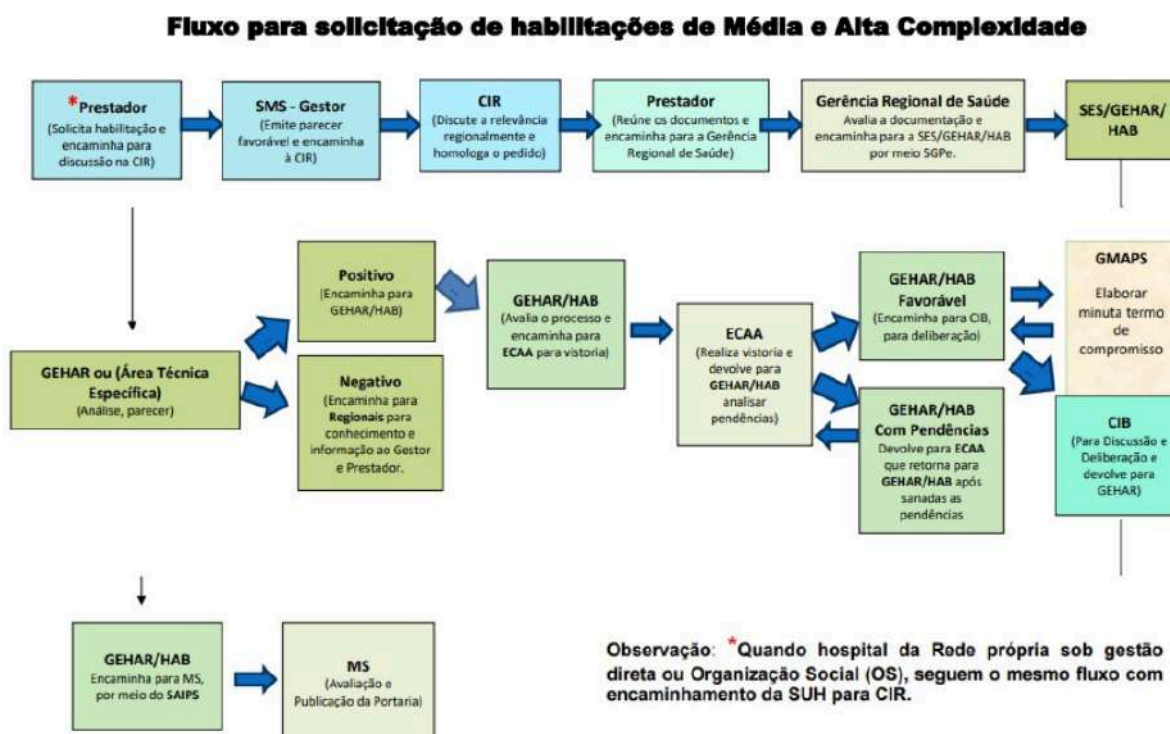 Fluxo para solicitação de habilitações de Média e Alta Complexidade
*Prestador
(Solicita habilitação e
encaminha para
discussão na CIR)
SMS - Gestor
(Emite parecer
favorável e encaminha
à CIR)
CIR
(Discute a relevância
regionalmente e
homologa o pedido)
Prestador
(Reúne os documentos e
encaminha para a Gerência
Regional de Saúde)
Gerência Regional de Saúde
Avalia a documentação e
encaminha para a SES/GEHAR/HAB
por meio SGPe.
SES/GEHAR/
HAB
GEHAR ou (Área Técnica
Específica)
(Análise, parecer)
Positivo
(Encaminha para
GEHAR/HAB)
Negativo
(Encaminha para
Regionais para
conhecimento e
informação ao Gestor
e Prestador.
GEHAR/HAB
(Avalia o processo e
encaminha para
ECAA para vistoria)
ECAA
(Realiza vistoria e
devolve para
GEHAR/HAB
analisar
pendências)
GEHAR/HAB
Favorável
(Encaminha para CIB,
para deliberação)
GEHAR/HAB
Com Pendências
Devolve para ECAA
que retorna para
GEHAR/HAB após
sanadas as
pendências
GMAPS
Elaborar
minuta termo
de
compromisso
CIB
(Para Discussão e
Deliberação e
devolve para
GEHAR)
GEHAR/HAB
Encaminha para MS,
por meio do SAIPS
MS
(Avaliação e
Publicação da Portaria)
Observação: *Quando hospital da Rede própria sob gestão
direta ou Organização Social (OS), seguem o mesmo fluxo com
encaminhamento da SUH para CIR.